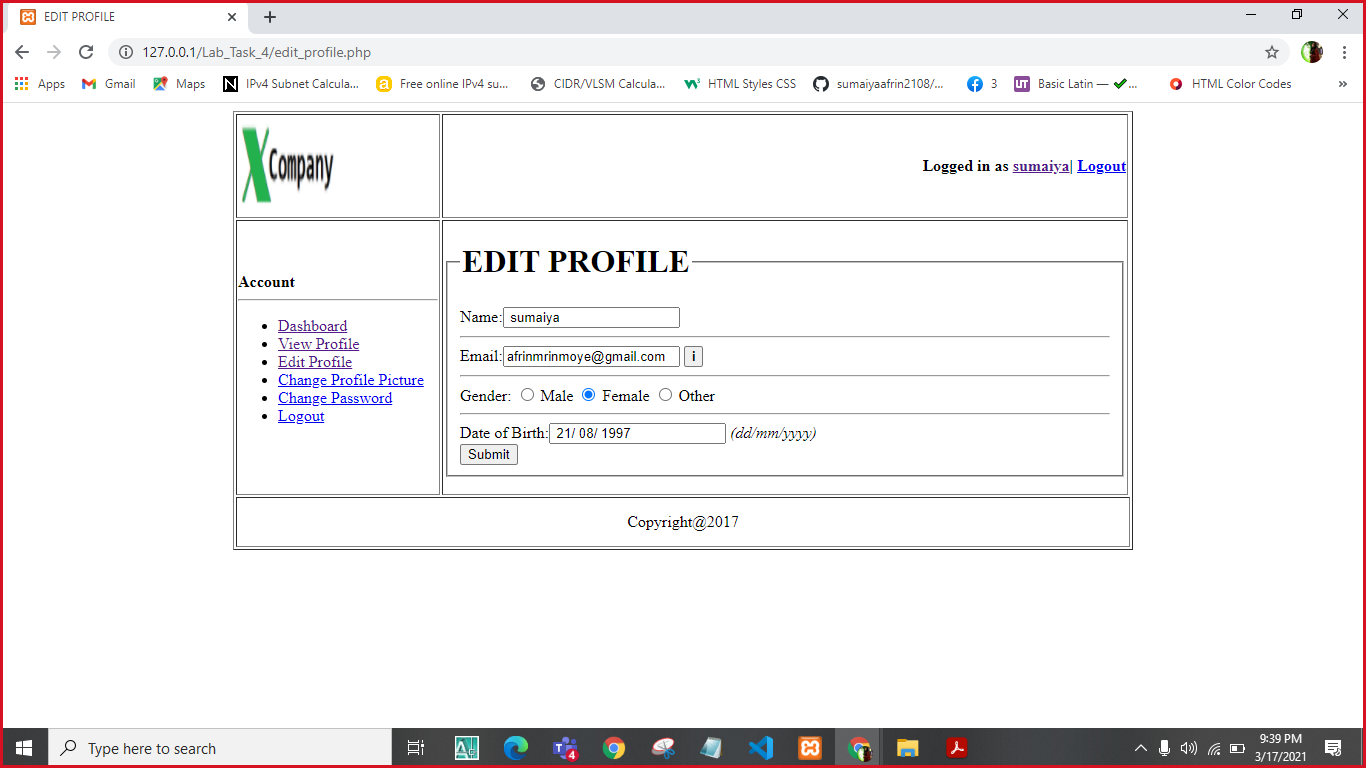 EDIT PROFILE
127.0.0.1/Lab_Task_4/edit_profile.php
Apps Gmail Maps IPv4 Subnet Calcula... Free online IPv4 su... CIDR/VLSM Calcula... HTML Styles CSS sumaiyaafrin2108/... 3 Basic Latin — ✔... HTML Color Codes »
X Company
Logged in as sumaiya| Logout
Account
Dashboard
View Profile
Edit Profile
Change Profile Picture
Change Password
Logout
EDIT PROFILE
Name: sumaiya
Email: afrinmrinmoye@gmail.com i
Gender: Male Female Other
Date of Birth: 21/ 08/ 1997 (dd/mm/yyyy)
Submit
Copyright@2017
Type here to search
4
9:39 PM
3/17/2021